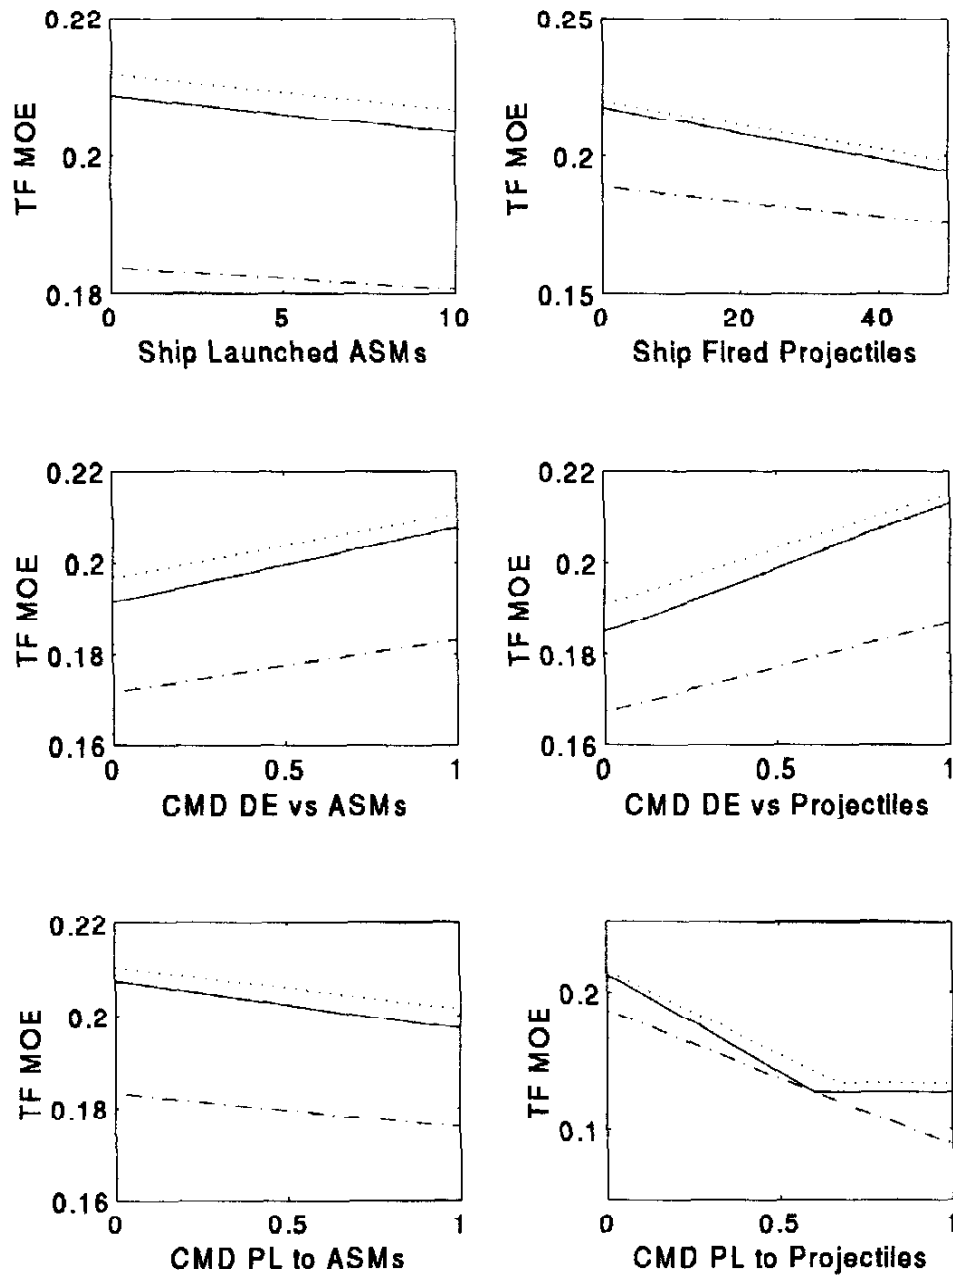 0.22
0.2
0.18
TF MOE
0 5 10
Ship Launched ASMs
0.25
0.2
0.15
TF MOE
0 20 40
Ship Fired Projectiles
0.22
0.2
0.18
0.16
TF MOE
0 0.5 1
CMD DE vs ASMs
0.22
0.2
0.18
0.16
TF MOE
0 0.5 1
CMD DE vs Projectiles
0.22
0.2
0.18
0.16
TF MOE
0 0.5 1
CMD PL to ASMs
0.2
0.1
TF MOE
0 0.5 1
CMD PL to Projectiles